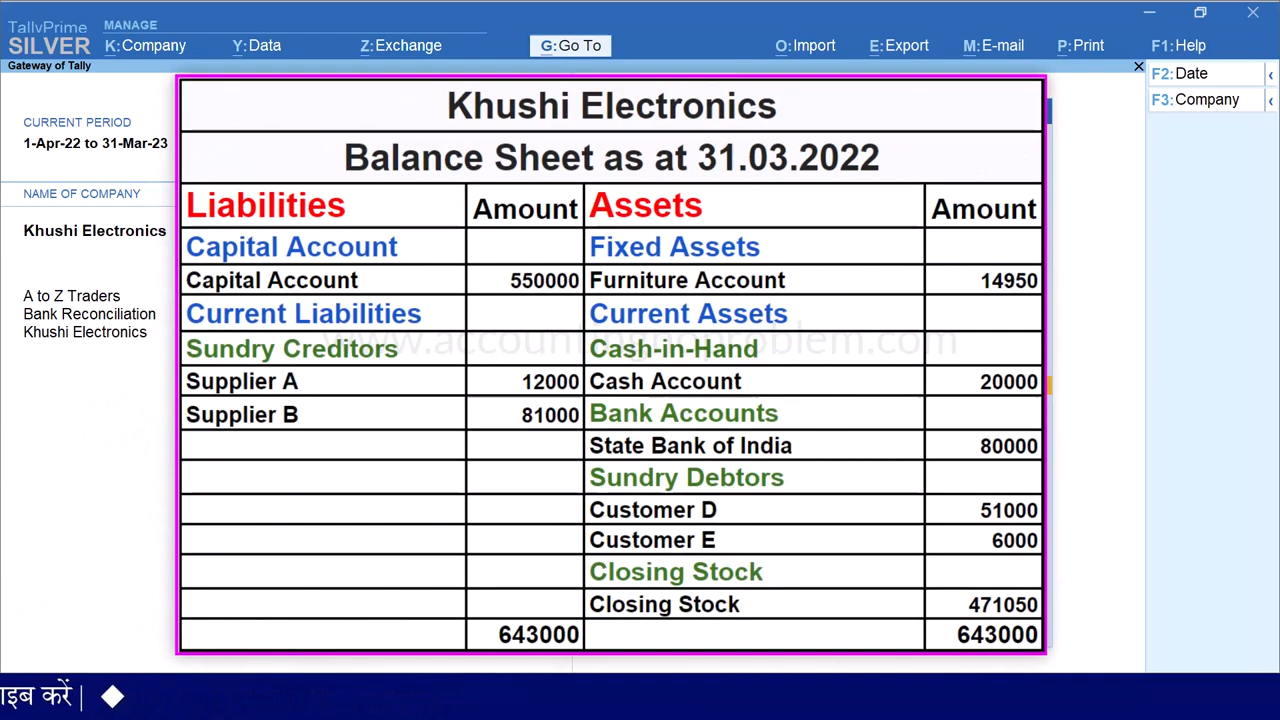 TallyPrime
SILVER
MANAGE
K:Company Y:Data Z:Exchange G:Go To O:Import E:Export M:E-mail P:Print F1:Help
Gateway of Tally
F2:Date
F3:Company
CURRENT PERIOD
1-Apr-22 to 31-Mar-23
NAME OF COMPANY
Khushi Electronics
A to Z Traders
Bank Reconciliation
Khushi Electronics
Khushi Electronics
Balance Sheet as at 31.03.2022
Liabilities Amount Assets Amount
Capital Account Fixed Assets
Capital Account 550000 Furniture Account 14950
Current Liabilities Current Assets
www.accountingnoproblem.com
Sundry Creditors Cash-in-Hand
Supplier A 12000 Cash Account 20000
Supplier B 81000 Bank Accounts
State Bank of India 80000
Sundry Debtors
Customer D 51000
Customer E 6000
Closing Stock
Closing Stock 471050
643000 643000
ाइब करें |